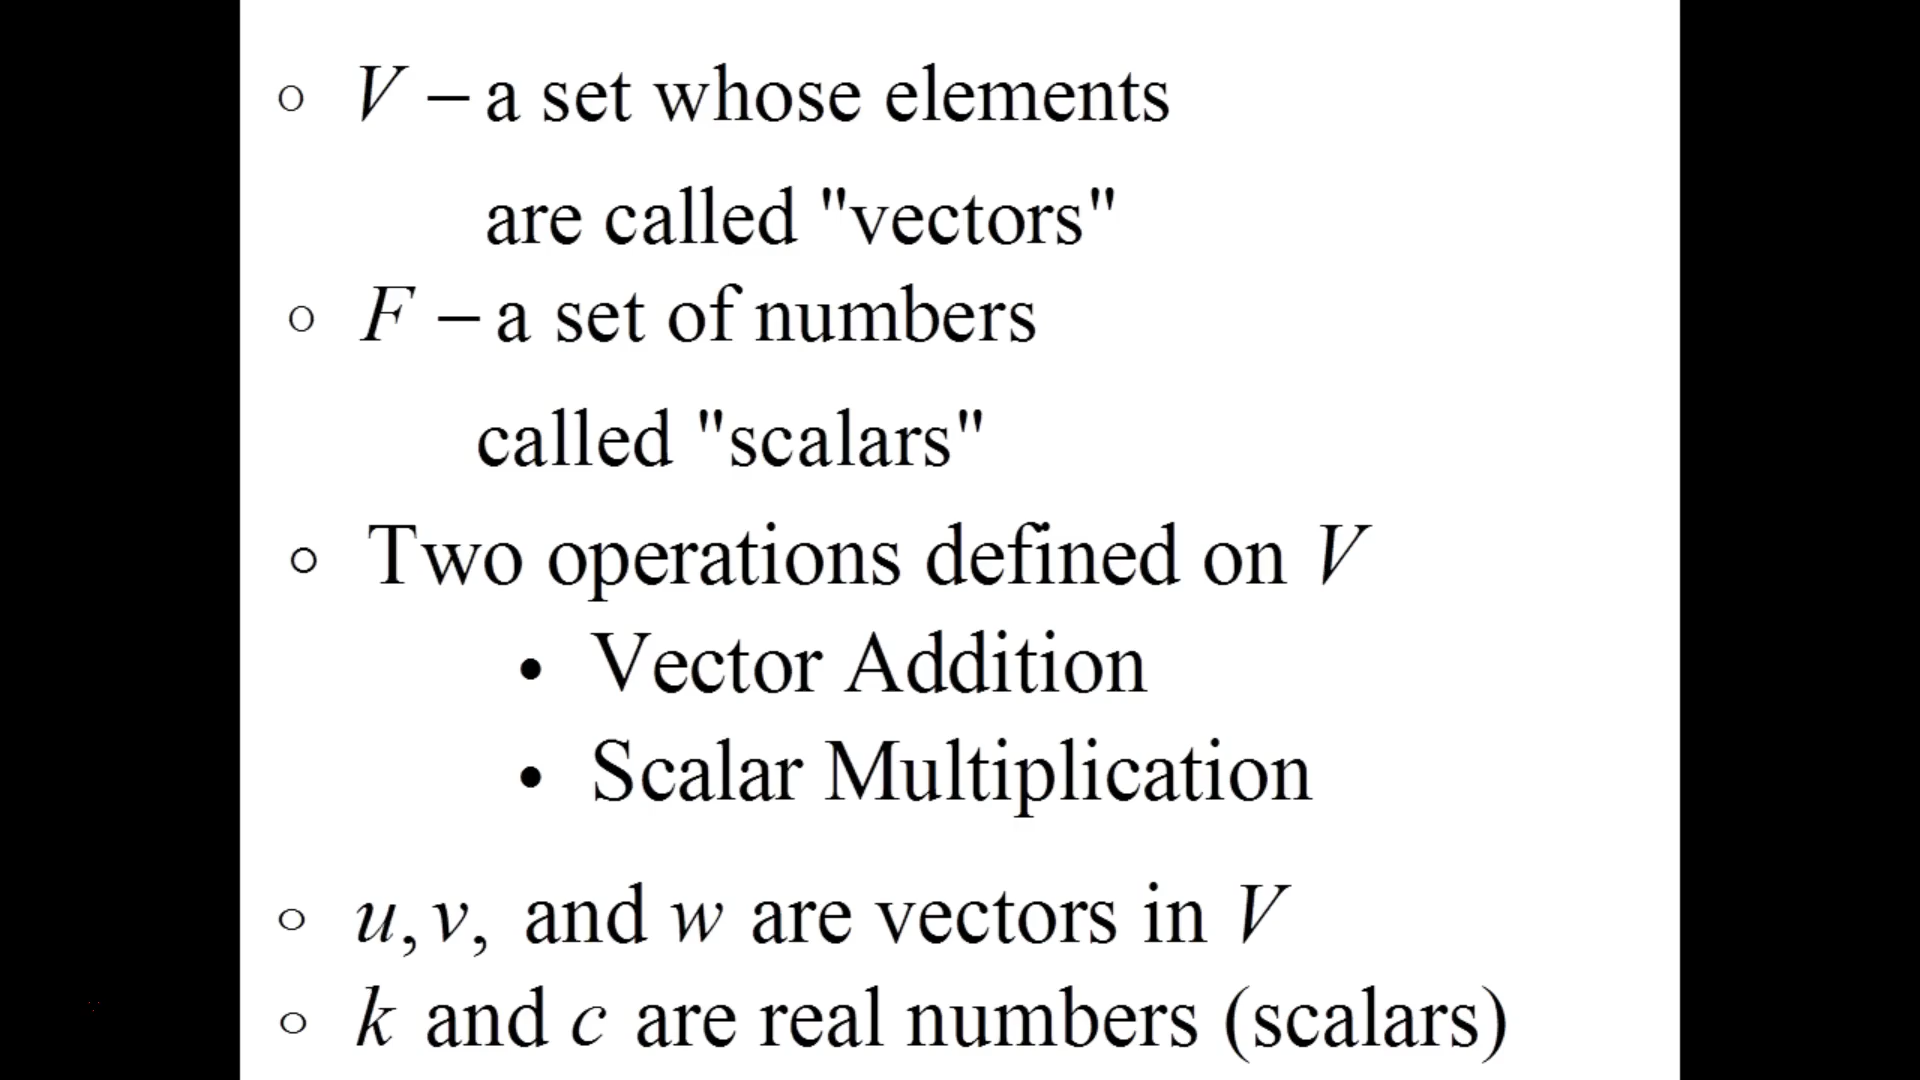 ○ V – a set whose elements
are called "vectors"
○ F – a set of numbers
called "scalars"
○ Two operations defined on V
• Vector Addition
• Scalar Multiplication
○ u, v, and w are vectors in V
○ k and c are real numbers (scalars)